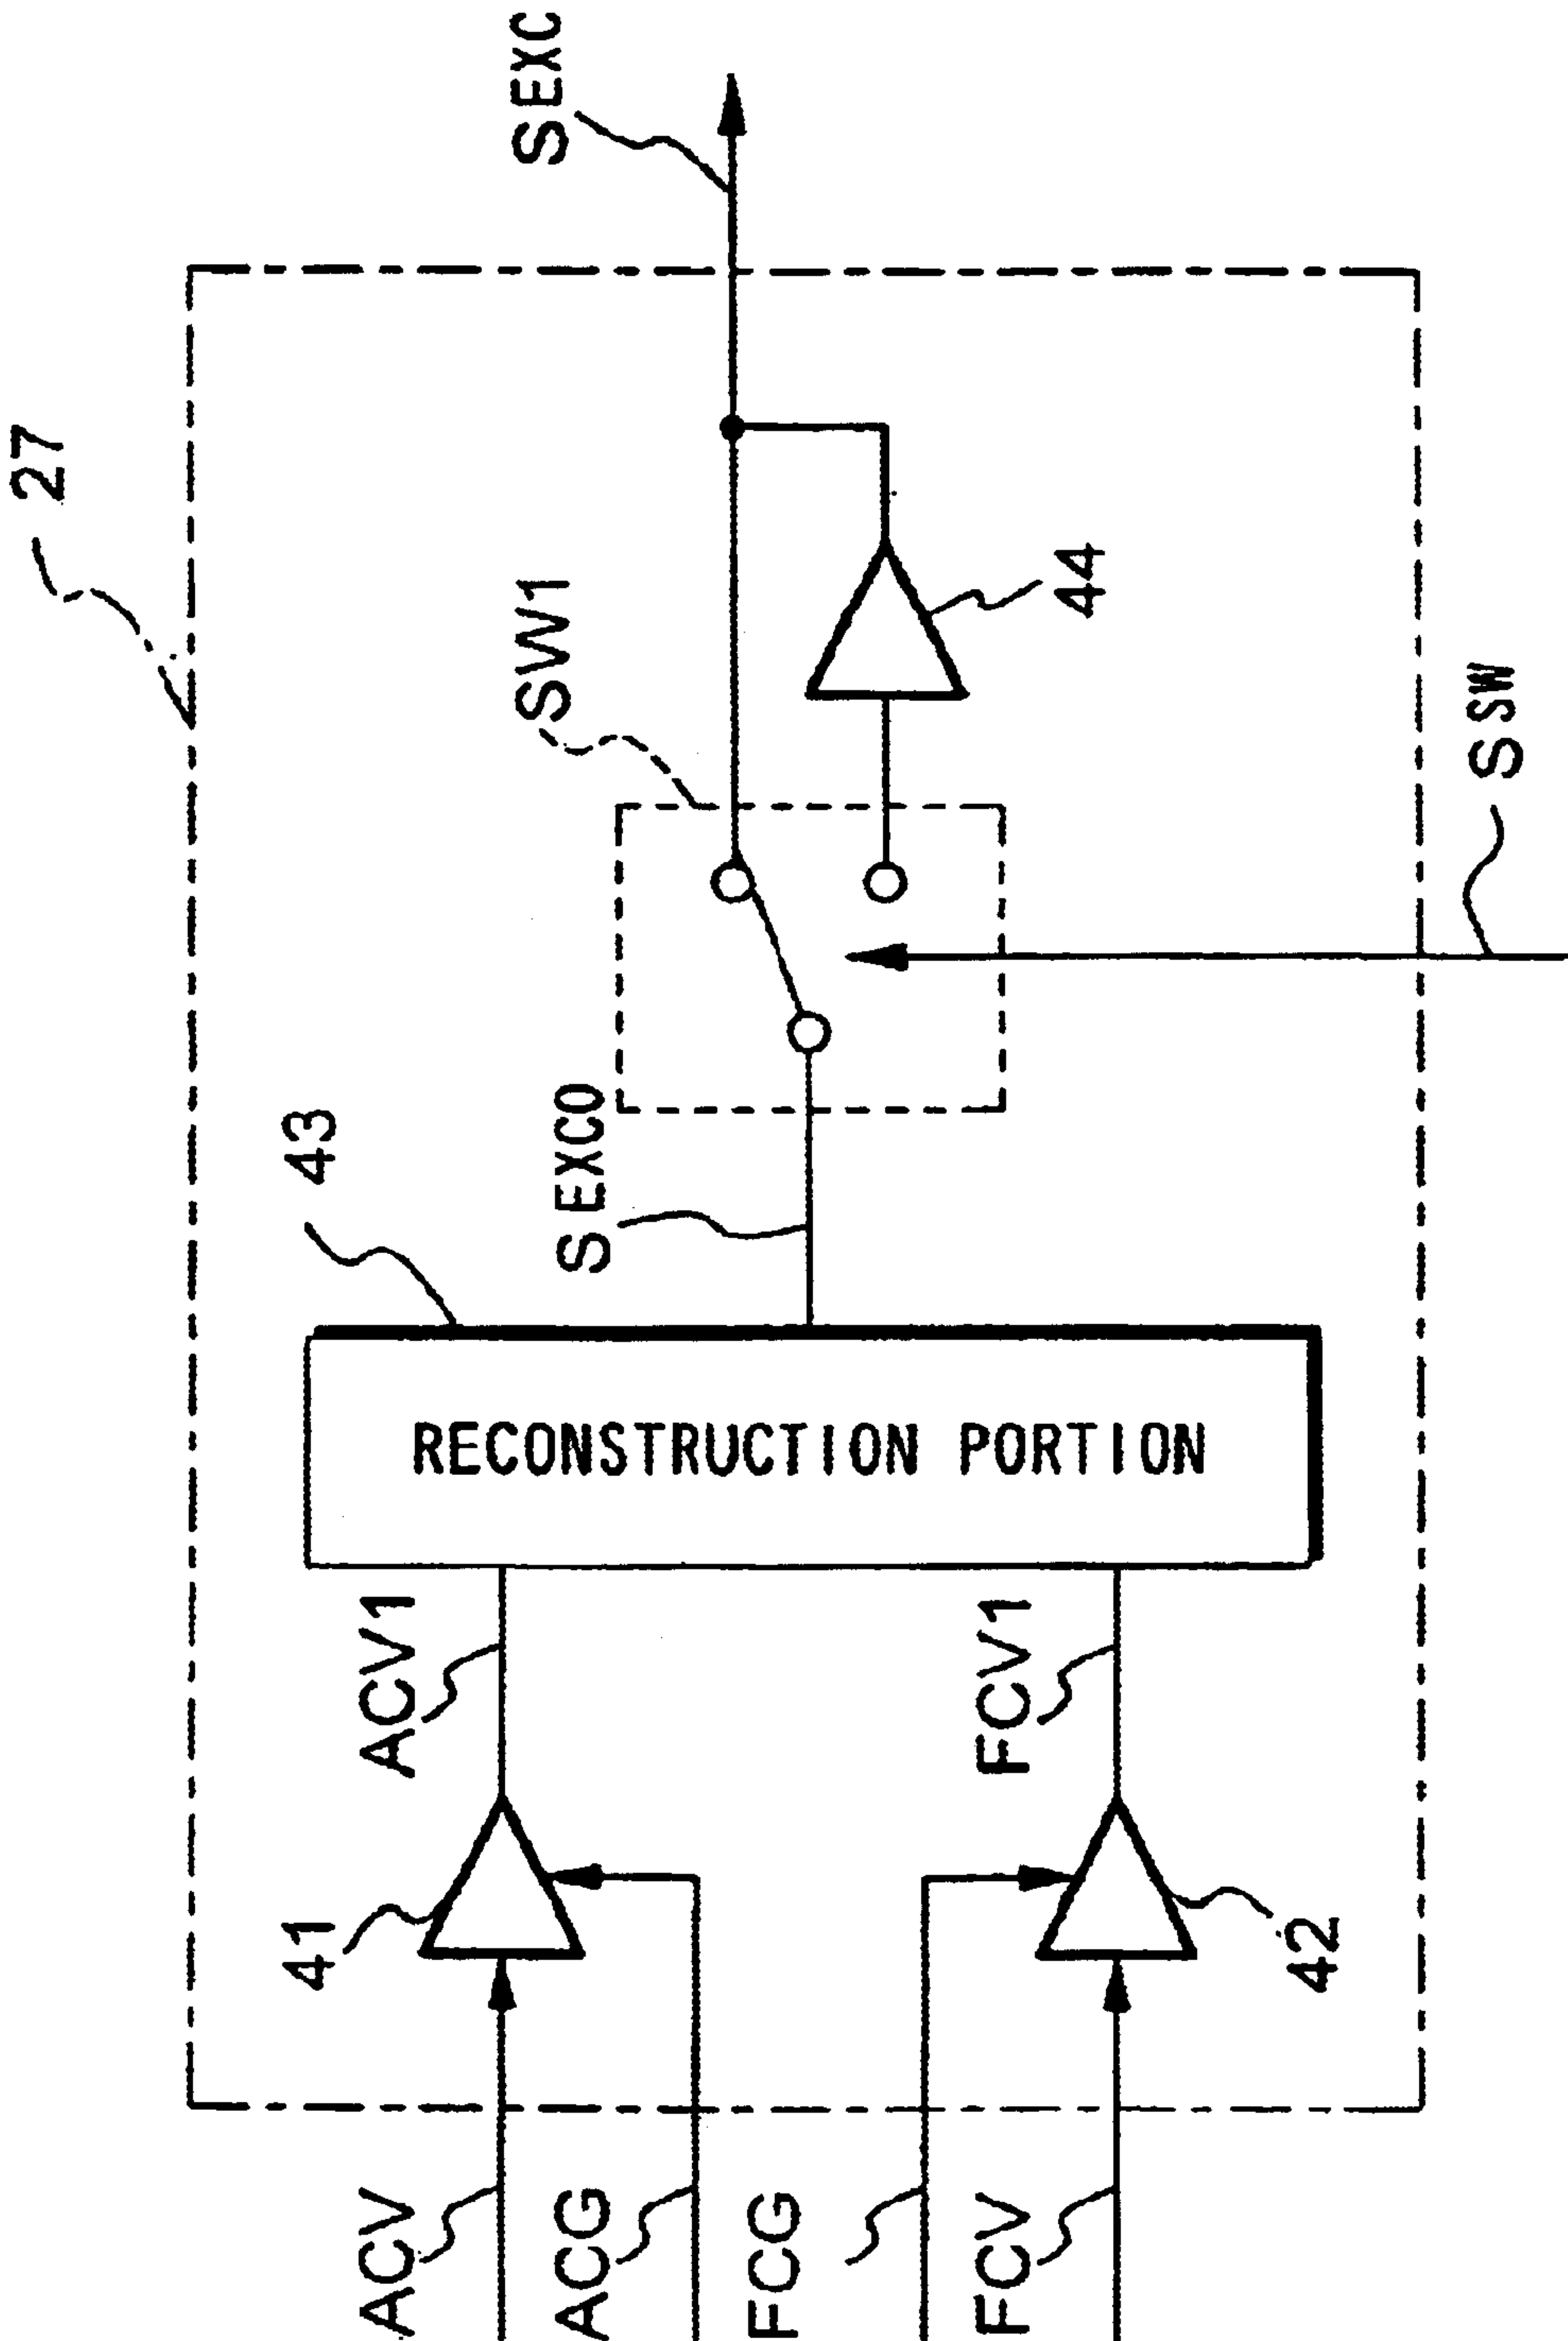 27
SEXC
SW1
44
SSW
43
SEXC0
RECONSTRUCTION PORTION
ACV1
FCV1
41
42
ACV
ACG
FCG
FCV